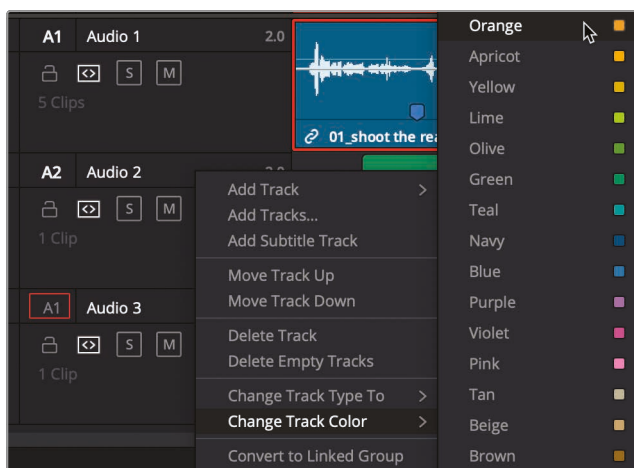 A1 Audio 1 2.0
S M
5 Clips
01_shoot the rea
A2 Audio 2 2.0
S M
1 Clip
A1 Audio 3
S M
1 Clip
Add Track
Add Tracks...
Add Subtitle Track
Move Track Up
Move Track Down
Delete Track
Delete Empty Tracks
Change Track Type To
Change Track Color
Convert to Linked Group
Orange
Apricot
Yellow
Lime
Olive
Green
Teal
Navy
Blue
Purple
Violet
Pink
Tan
Beige
Brown